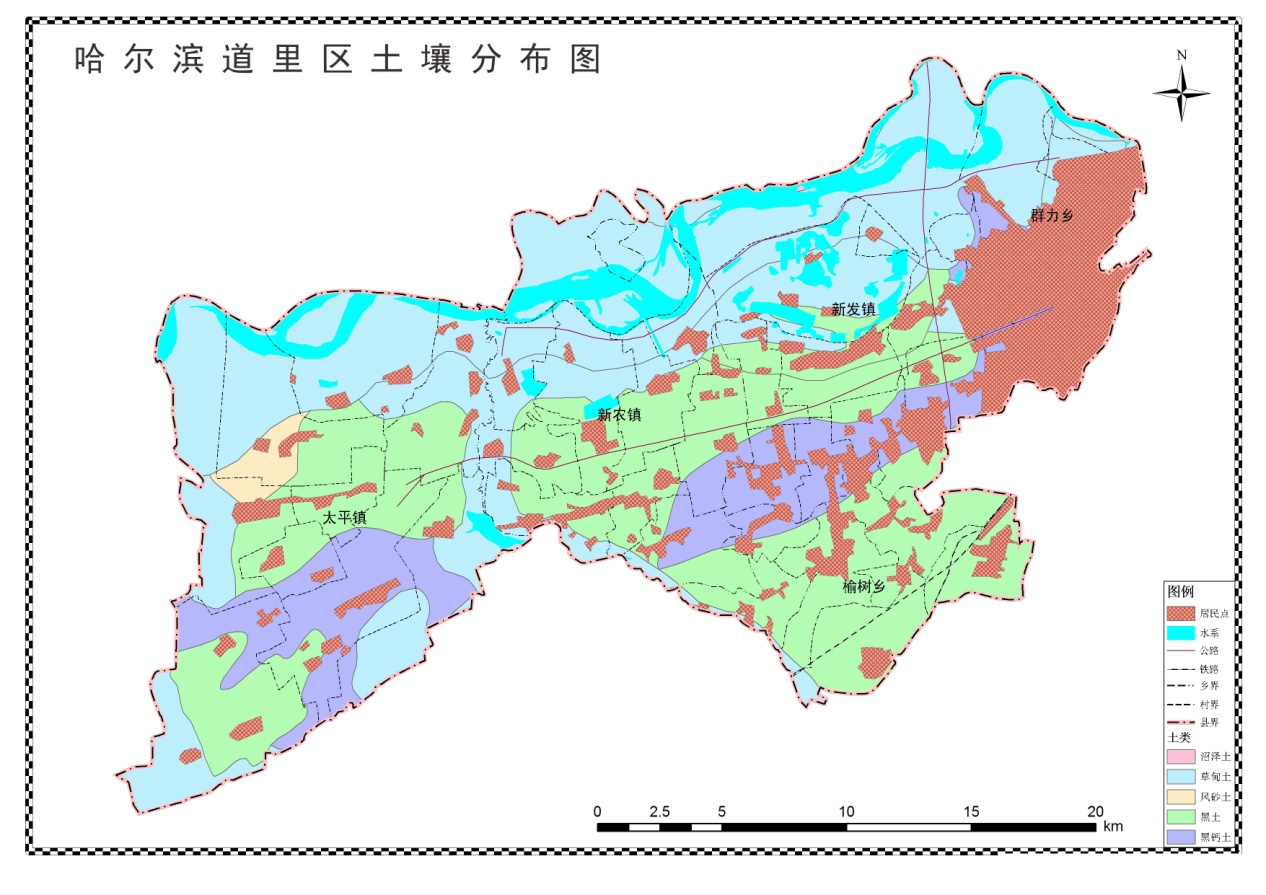 哈尔滨道里区土壤分布图
N
群力乡
新发镇
新农镇
太平镇
榆树乡
图例
居民点
水系
公路
铁路
乡界
村界
县界
土类
沼泽土
草甸土
风砂土
黑土
黑钙土
0 2.5 5 10 15 20
km